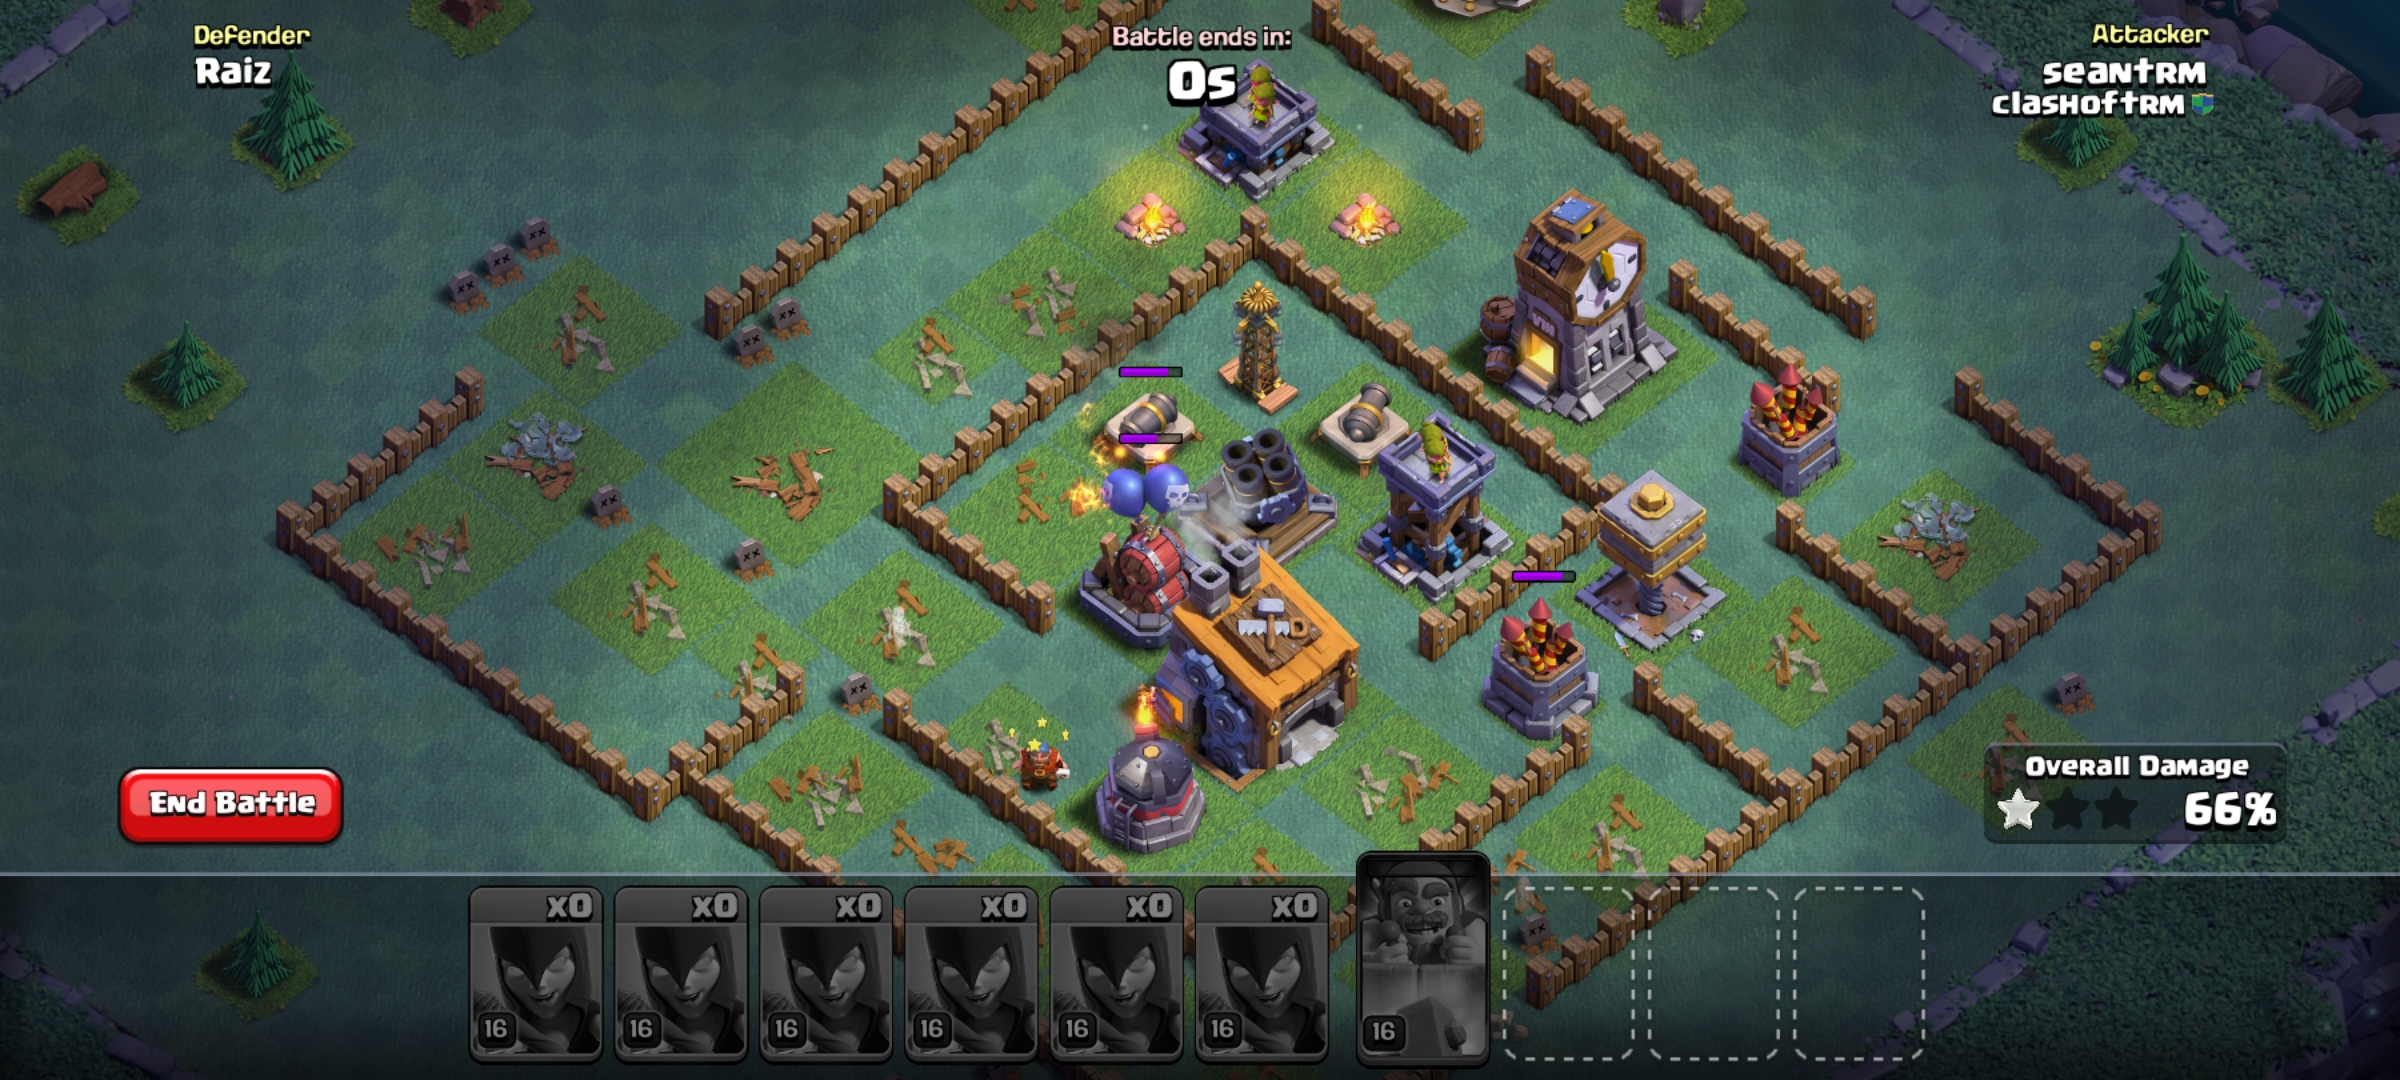 Defender
Raiz
Battle ends in:
0s
Attacker
seantrm
clashoftrm
VIII
End Battle
Overall Damage
66%
x0
x0
x0
x0
x0
x0
16
16
16
16
16
16
16